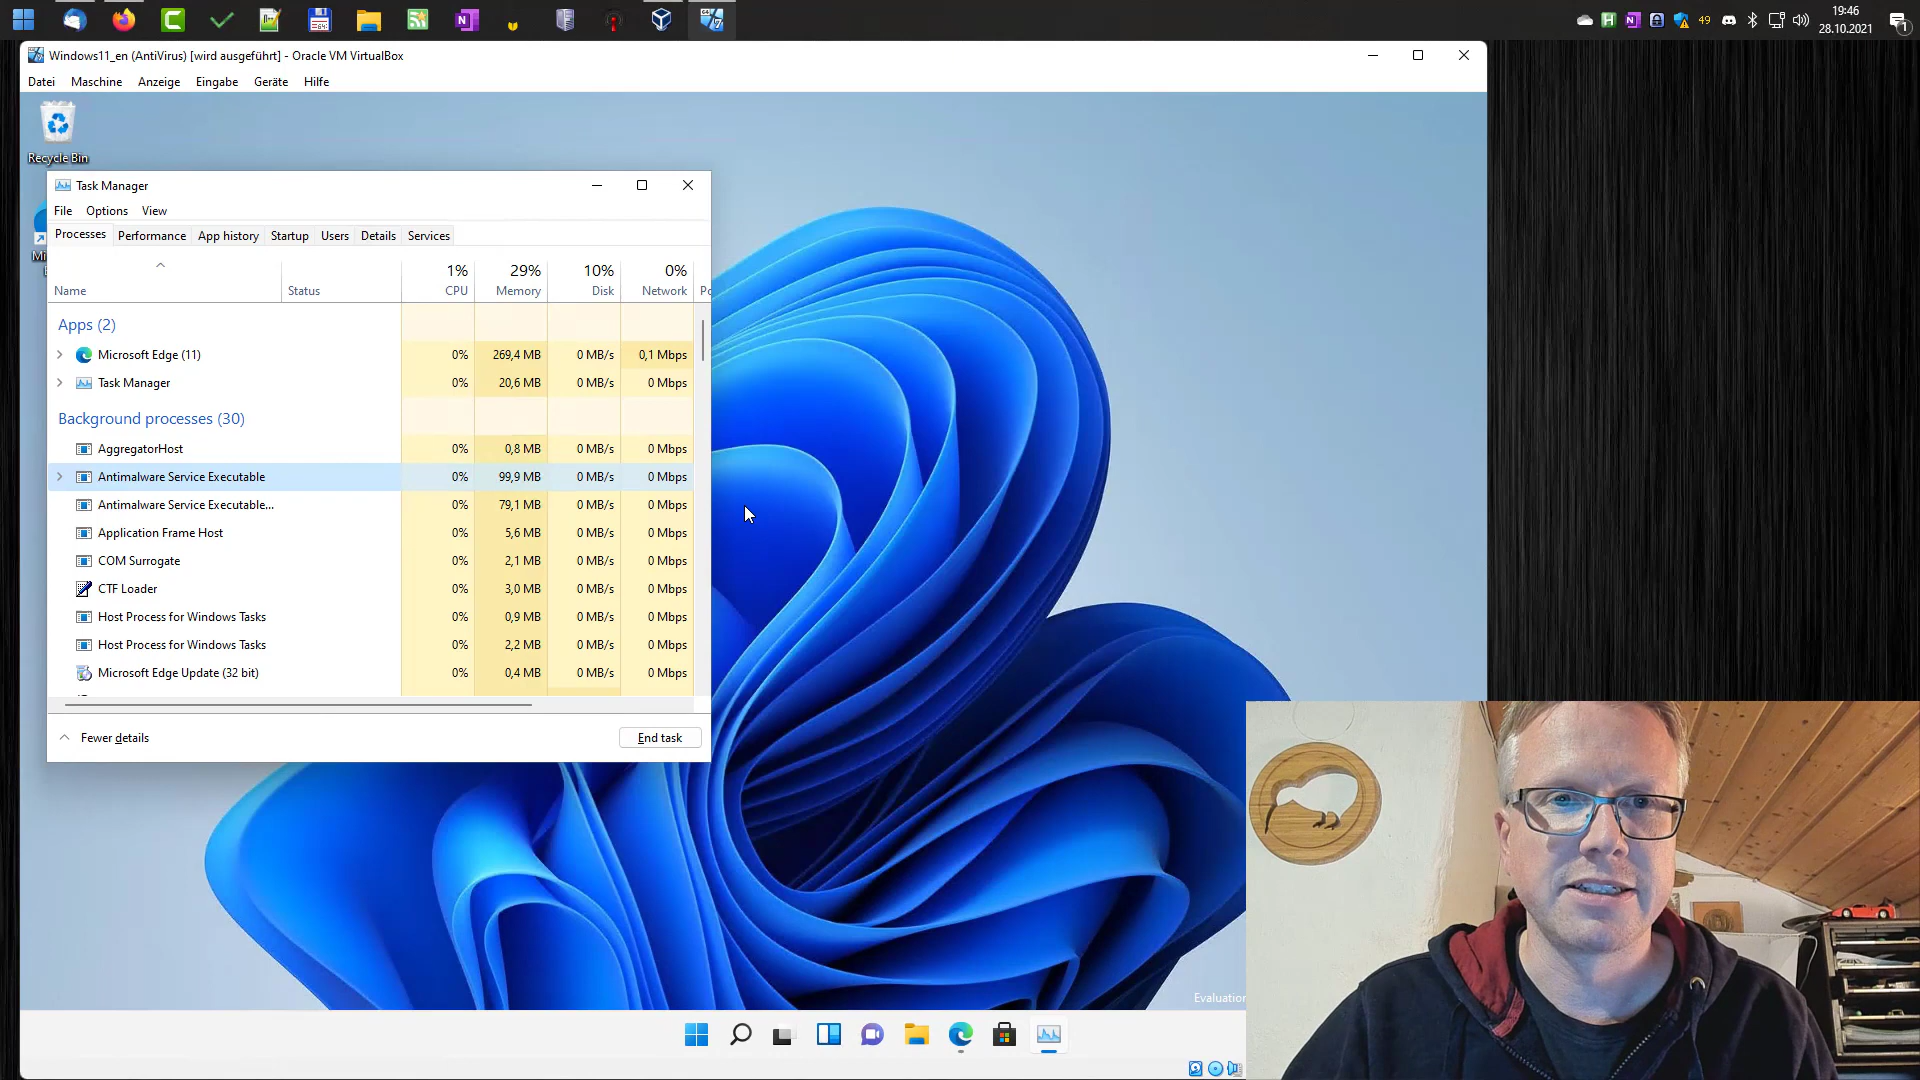 49
19:46
28.10.2021
1
Windows11_en (AntiVirus) [wird ausgeführt] - Oracle VM VirtualBox
Datei Maschine Anzeige Eingabe Geräte Hilfe
Recycle Bin
Task Manager
File Options View
Processes Performance App history Startup Users Details Services
1% 29% 10% 0%
Name Status CPU Memory Disk Network Po
Apps (2)
Microsoft Edge (11) 0% 269,4 MB 0 MB/s 0,1 Mbps
Task Manager 0% 20,6 MB 0 MB/s 0 Mbps
Background processes (30)
AggregatorHost 0% 0,8 MB 0 MB/s 0 Mbps
Antimalware Service Executable 0% 99,9 MB 0 MB/s 0 Mbps
Antimalware Service Executable... 0% 79,1 MB 0 MB/s 0 Mbps
Application Frame Host 0% 5,6 MB 0 MB/s 0 Mbps
COM Surrogate 0% 2,1 MB 0 MB/s 0 Mbps
CTF Loader 0% 3,0 MB 0 MB/s 0 Mbps
Host Process for Windows Tasks 0% 0,9 MB 0 MB/s 0 Mbps
Host Process for Windows Tasks 0% 2,2 MB 0 MB/s 0 Mbps
Microsoft Edge Update (32 bit) 0% 0,4 MB 0 MB/s 0 Mbps
Fewer details End task
Evaluation